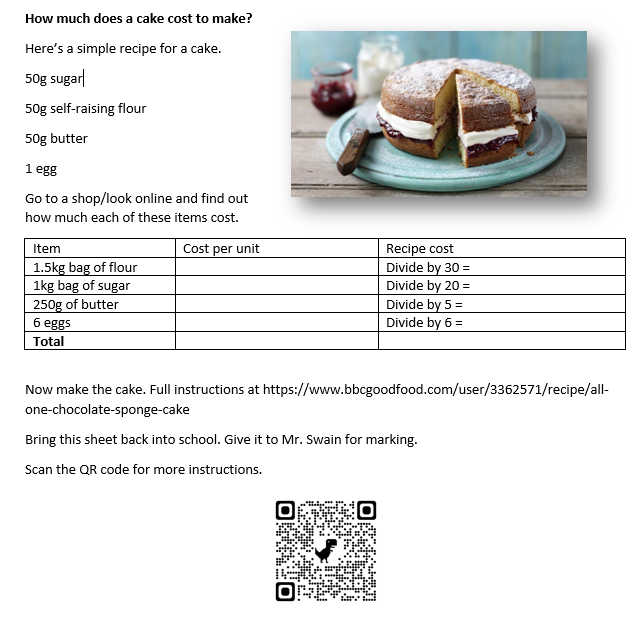 How much does a cake cost to make?
Here's a simple recipe for a cake.
50g sugar
50g self-raising flour
50g butter
1 egg
Go to a shop/look online and find out
how much each of these items cost.
Item Cost per unit Recipe cost
1.5kg bag of flour Divide by 30 =
1kg bag of sugar Divide by 20 =
250g of butter Divide by 5 =
6 eggs Divide by 6 =
Total
Now make the cake. Full instructions at https://www.bbcgoodfood.com/user/3362571/recipe/all-
one-chocolate-sponge-cake
Bring this sheet back into school. Give it to Mr. Swain for marking.
Scan the QR code for more instructions.